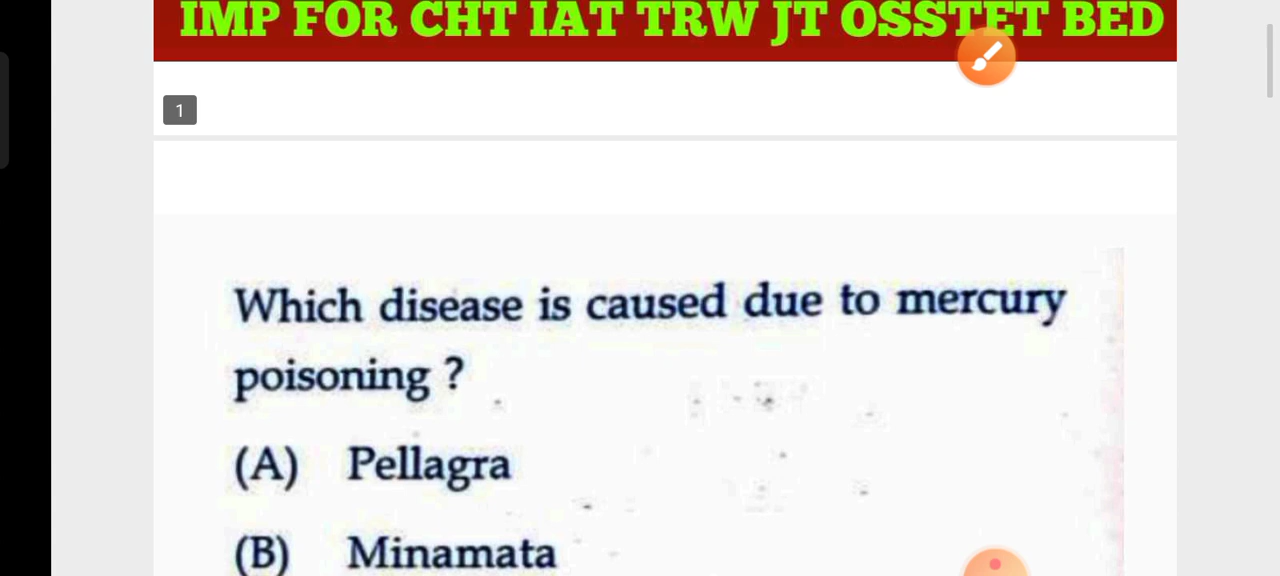 IMP FOR CHT IAT TRW JT OSSTET BED
1
Which disease is caused due to mercury
poisoning ?
(A) Pellagra
(B) Minamata